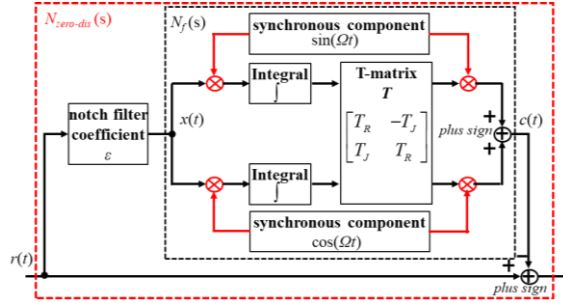 N_zero-dis(s)
N_f(s)
synchronous component
sin(Ωt)
Integral
∫
T-matrix
T
[T_R -T_J
T_J T_R]
notch filter
coefficient
ε
x(t)
+
plus sign
+
c(t)
Integral
∫
synchronous component
cos(Ωt)
r(t)
+
+
plus sign